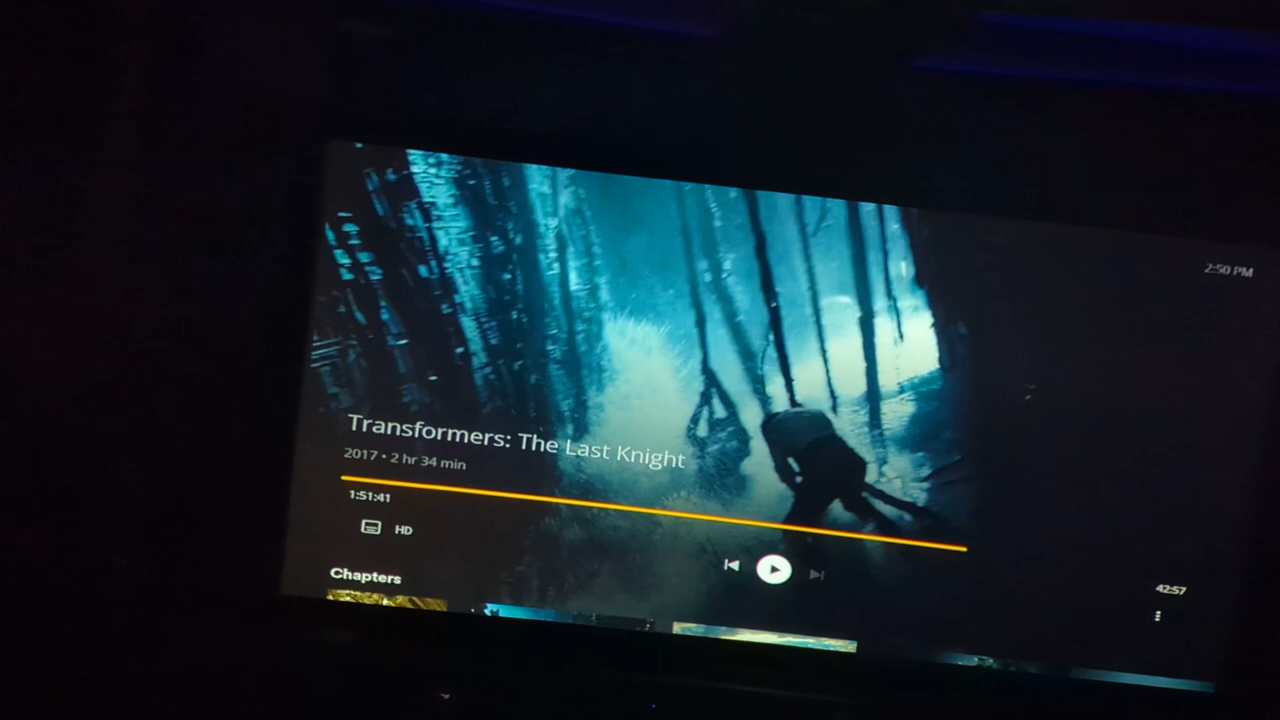 2:50 PM
Transformers: The Last Knight
2017 • 2 hr 34 min
1:51:41
HD
42:57
Chapters